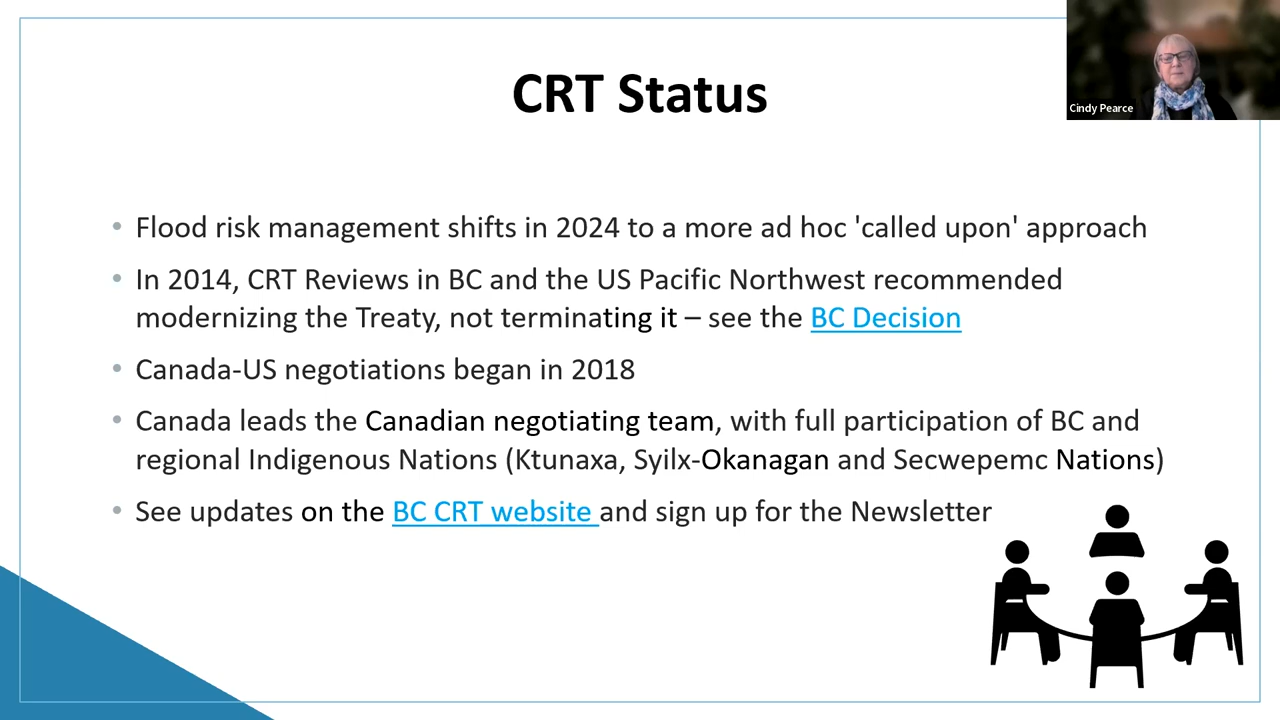 CRT Status
Cindy Pearce
• Flood risk management shifts in 2024 to a more ad hoc 'called upon' approach
• In 2014, CRT Reviews in BC and the US Pacific Northwest recommended
modernizing the Treaty, not terminating it – see the BC Decision
• Canada-US negotiations began in 2018
• Canada leads the Canadian negotiating team, with full participation of BC and
regional Indigenous Nations (Ktunaxa, Syilx-Okanagan and Secwepemc Nations)
• See updates on the BC CRT website and sign up for the Newsletter